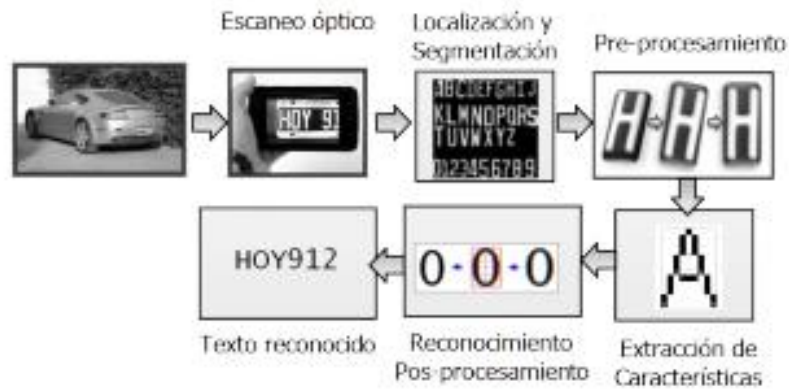 Escaneo óptico
Localización y
Segmentación
Pre-procesamiento
HOY 91
ABCDEFGHIJ
KLMNOPQRS
TUVWXYZ
0123456789
H H H
A
0 0 0
HOY912
Texto reconocido
Reconocimiento
Pos-procesamiento
Extracción de
Características